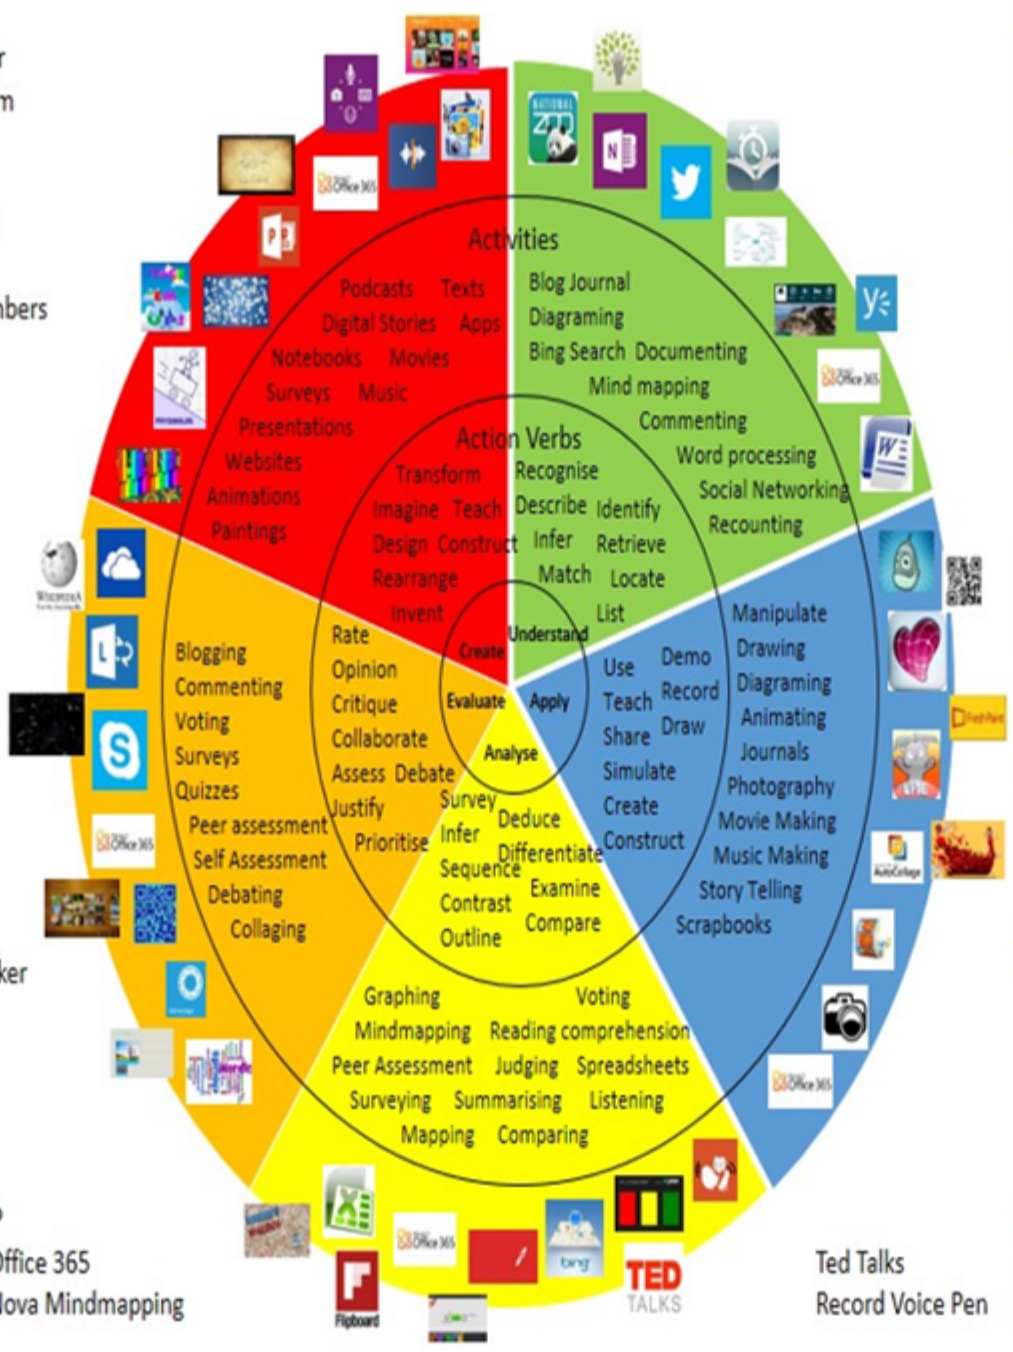 r
m
nbers
ker
Office 365
Nova Mindmapping
Ted Talks
Record Voice Pen
Activities
Podcasts Texts
Digital Stories Apps
Notebooks Movies
Surveys Music
Presentations
Websites
Animations
Paintings
Blog Journal
Diagraming
Bing Search Documenting
Mind mapping
Commenting
Word processing
Social Networking
Recounting
Action Verbs
Transform
Imagine Teach
Design Construct
Rearrange
Invent
Recognise
Describe Identify
Infer Retrieve
Match Locate
List
Create
Understand
Evaluate
Apply
Analyse
Rate
Opinion
Critique
Collaborate
Assess Debate
Justify
Prioritise
Blogging
Commenting
Voting
Surveys
Quizzes
Peer assessment
Self Assessment
Debating
Collaging
Use Demo
Teach Record
Share Draw
Simulate
Create
Construct
Manipulate
Drawing
Diagraming
Animating
Journals
Photography
Movie Making
Music Making
Story Telling
Scrapbooks
Survey Deduce
Infer Differentiate
Sequence Examine
Contrast Compare
Outline
Graphing Voting
Mindmapping Reading comprehension
Peer Assessment Judging Spreadsheets
Surveying Summarising Listening
Mapping Comparing
NATIONAL
ZOO
N
Office 365
P
y
Office 365
W
WIKIPEDIA
L
S
Office 365
FreshPaint
AutoCollage
Office 365
Wordle
X
Office 365
bing
TED
TALKS
Flipboard